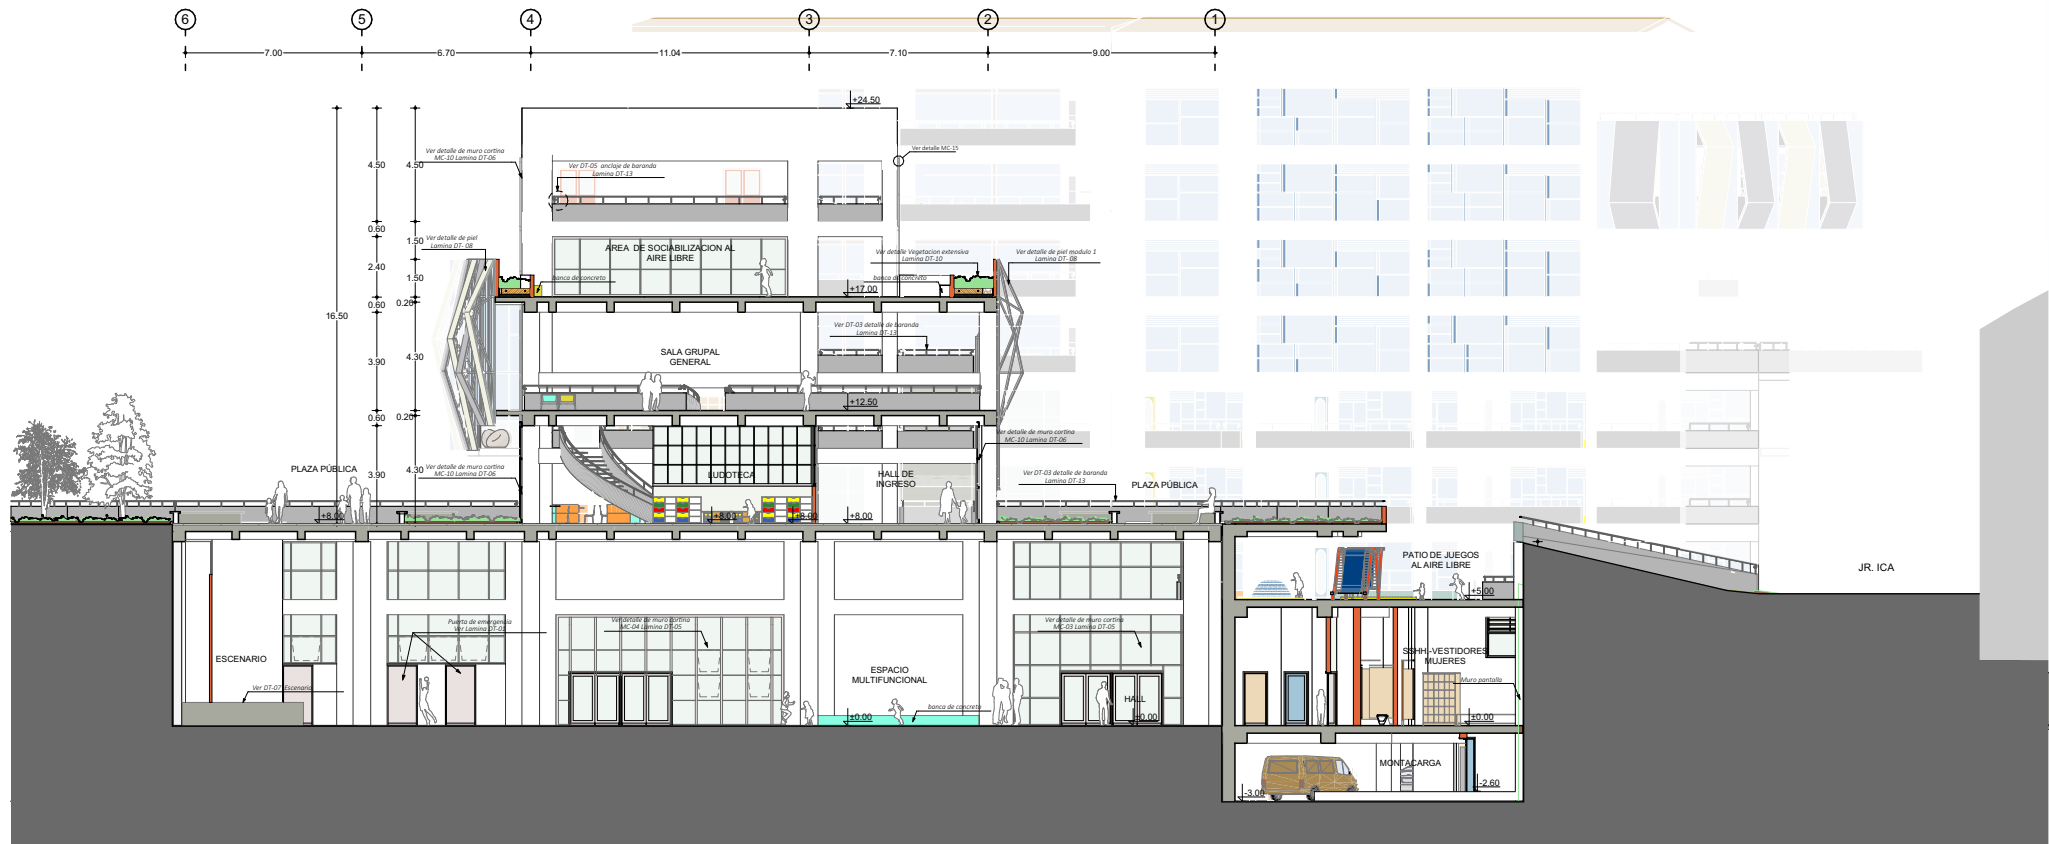 6
5
4
3
2
1
7.00
6.70
11.04
7.10
9.00
+24.50
Ver detalle de muro cortina
MC-10 Lamina DT-06
Ver DT-05 anclaje de baranda
Lamina DT-13
Ver detalle MC-15
4.50
4.50
0.60
1.50
2.40
1.50
0.60
0.20
16.50
3.90
4.30
0.60
0.20
3.90
4.30
Ver detalle de piel
Lamina DT- 08
AREA DE SOCIABILIZACION AL
AIRE LIBRE
Ver detalle Vegetacion extensiva
Lamina DT-10
Ver detalle de piel modulo 1
Lamina DT-08
banca de concreto
banca de concreto
+17.00
Ver DT-03 detalle de baranda
Lamina DT-13
SALA GRUPAL
GENERAL
+12.50
Ver detalle de muro cortina
MC-10 Lamina DT-06
PLAZA PÚBLICA
Ver detalle de muro cortina
MC-10 Lamina DT-06
LUDOTECA
HALL DE
INGRESO
Ver DT-03 detalle de baranda
Lamina DT-13
PLAZA PÚBLICA
+8.00
+8.00
+8.00
+8.00
PATIO DE JUEGOS
AL AIRE LIBRE
JR. ICA
+5.00
Puerta de emergencia
Ver Lamina DT-01
Ver detalle de muro cortina
MC-04 Lamina DT-05
Ver detalle de muro cortina
MC-03 Lamina DT-05
ESCENARIO
Ver DT-07 Escenario
ESPACIO
MULTIFUNCIONAL
banca de concreto
HALL
±0.00
±0.00
SSHH.-VESTIDORES
MUJERES
Muro pantalla
±0.00
MONTACARGA
-2.60
-3.00